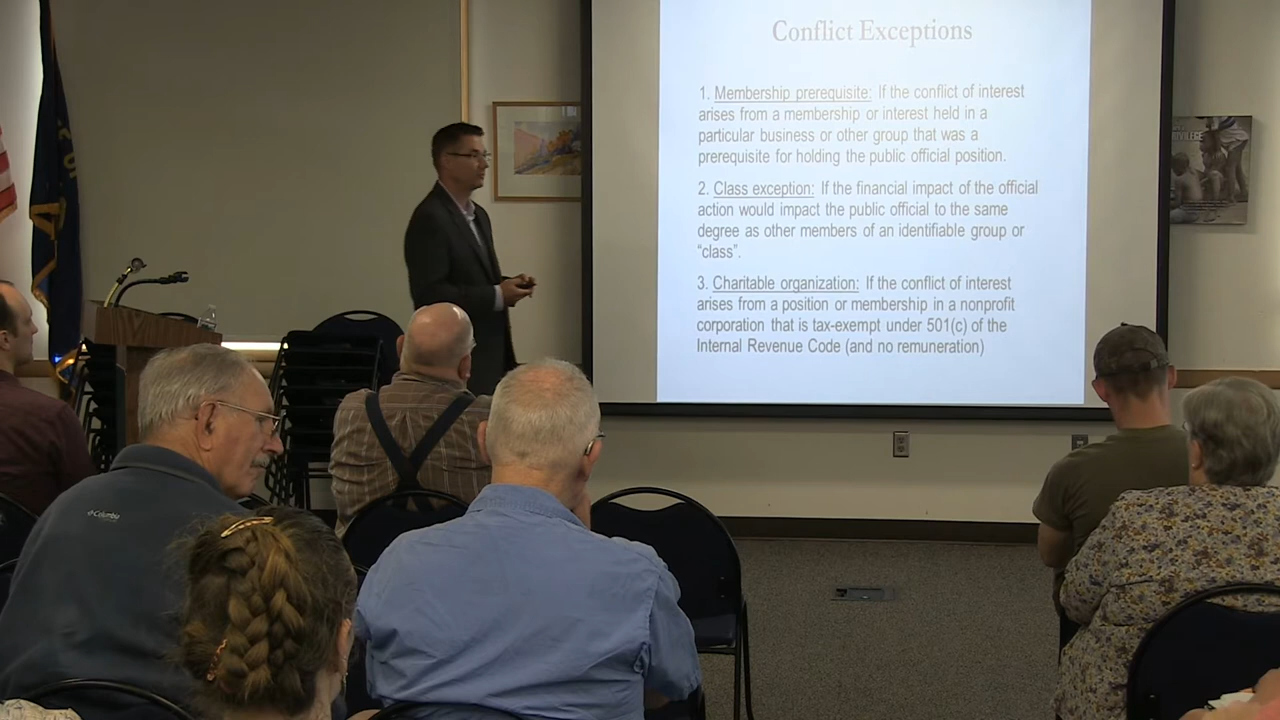 Conflict Exceptions
1. Membership prerequisite: If the conflict of interest
arises from a membership or interest held in a
particular business or other group that was a
prerequisite for holding the public official position.
2. Class exception: If the financial impact of the official
action would impact the public official to the same
degree as other members of an identifiable group or
“class”.
3. Charitable organization: If the conflict of interest
arises from a position or membership in a nonprofit
corporation that is tax-exempt under 501(c) of the
Internal Revenue Code (and no remuneration)
Columbia